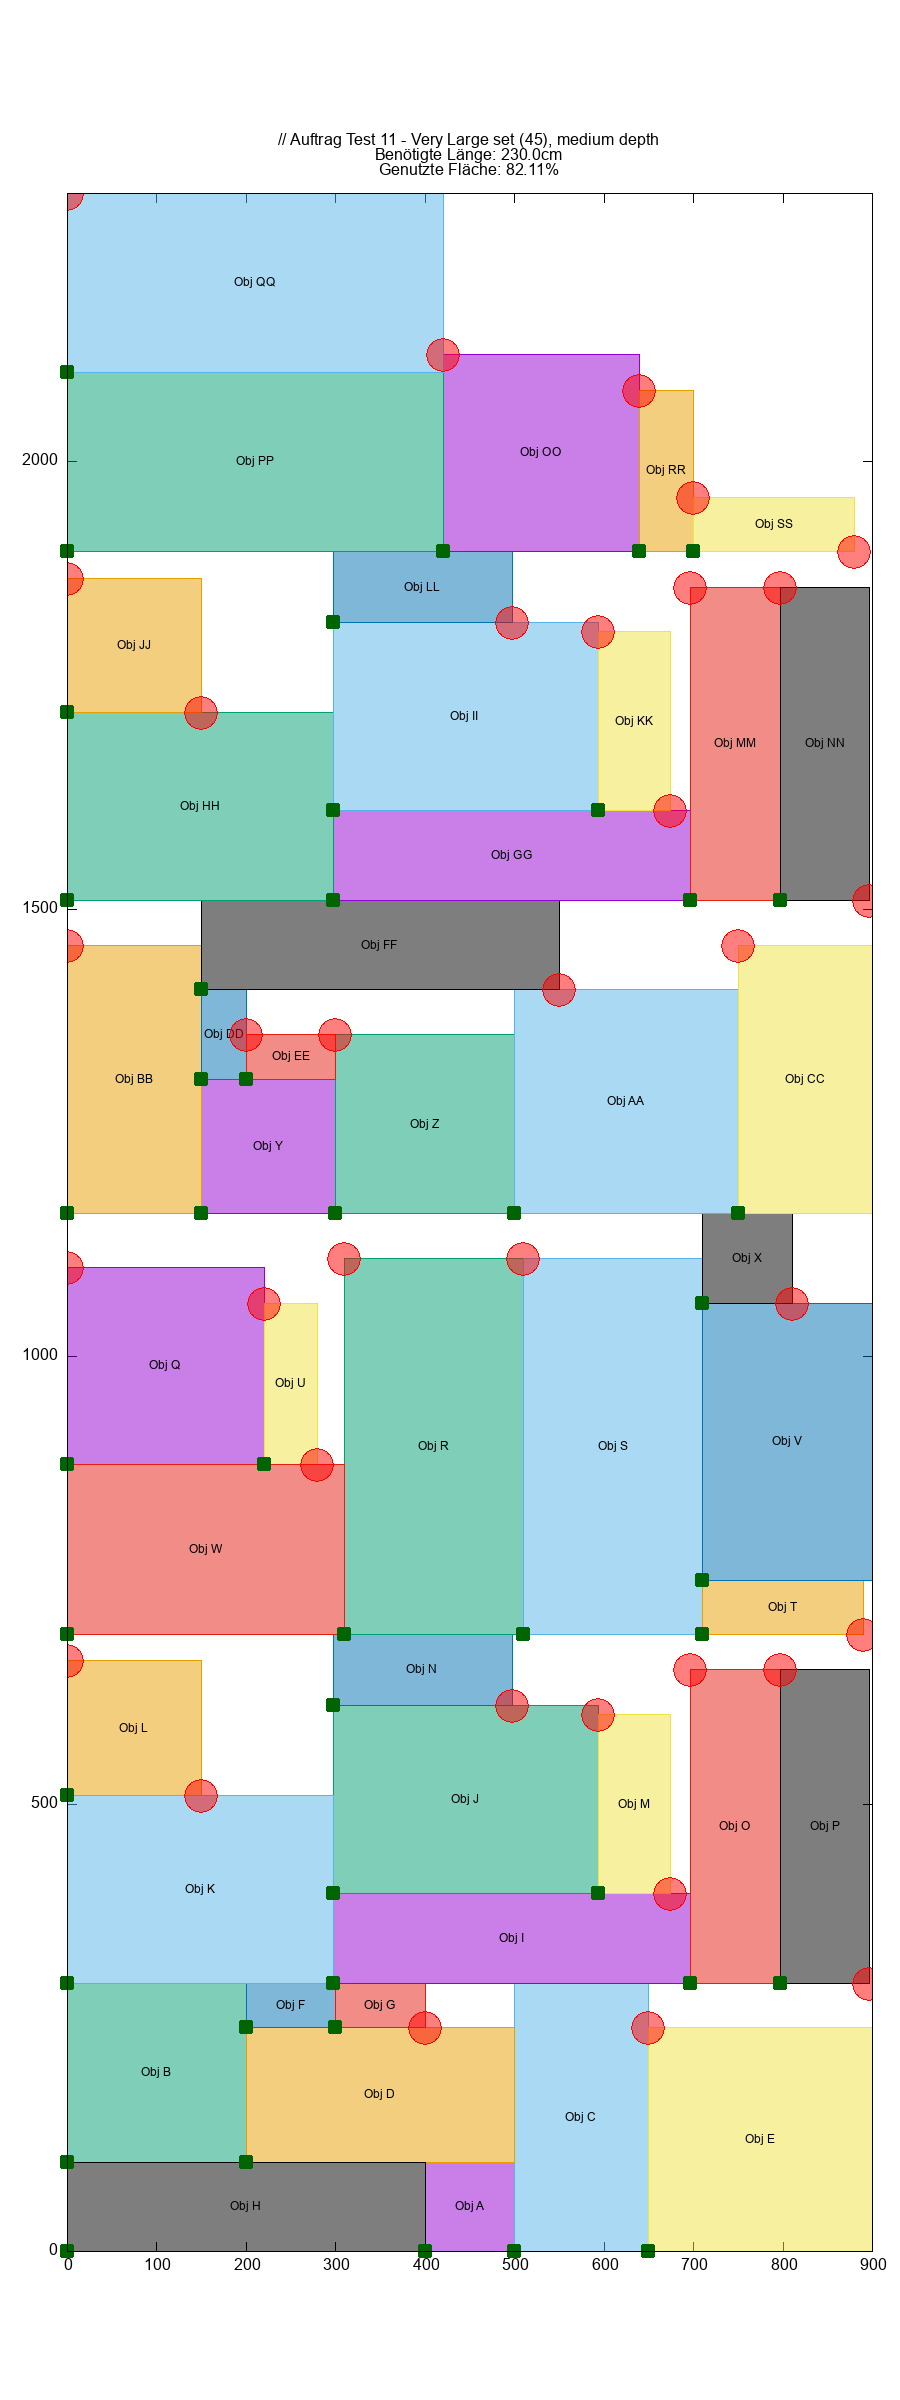 // Auftrag Test 11 - Very Large set (45), medium depth
Benötigte Länge: 230.0cm
Genutzte Fläche: 82.11%
Obj QQ
Obj OO
Obj PP
2000
Obj RR
Obj SS
Obj LL
Obj JJ
Obj II
Obj KK
Obj MM
Obj NN
Obj HH
Obj GG
1500
Obj FF
Obj DD
Obj EE
Obj BB
Obj CC
Obj AA
Obj Z
Obj Y
Obj X
1000
Obj Q
Obj U
Obj V
Obj R
Obj S
Obj W
Obj T
Obj N
Obj L
500
Obj J
Obj M
Obj O
Obj P
Obj K
Obj I
Obj F
Obj G
Obj B
Obj D
Obj C
Obj E
Obj H
Obj A
0
0 100 200 300 400 500 600 700 800 900